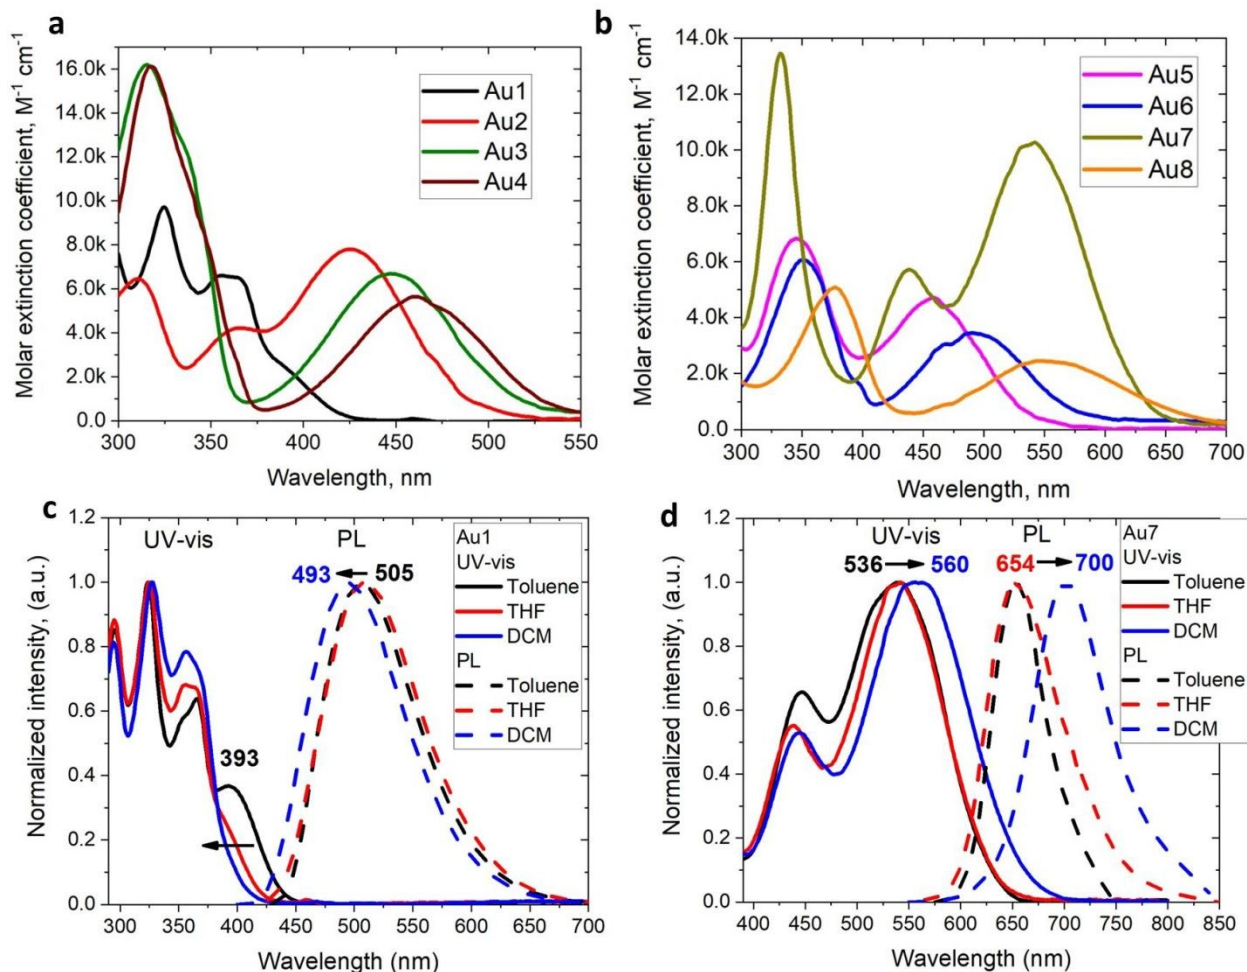 a
Molar extinction coefficient, M⁻¹ cm⁻¹
16.0k
14.0k
12.0k
10.0k
8.0k
6.0k
4.0k
2.0k
0.0
300 350 400 450 500 550
Wavelength, nm
Au1
Au2
Au3
Au4
b
Molar extinction coefficient, M⁻¹ cm⁻¹
14.0k
12.0k
10.0k
8.0k
6.0k
4.0k
2.0k
0.0
300 350 400 450 500 550 600 650 700
Wavelength, nm
Au5
Au6
Au7
Au8
c
Normalized intensity, (a.u.)
1.2
1.0
0.8
0.6
0.4
0.2
0.0
300 350 400 450 500 550 600 650 700
Wavelength (nm)
UV-vis PL
493 505
393
Au1
UV-vis
Toluene
THF
DCM
PL
Toluene
THF
DCM
d
Normalized intensity, (a.u.)
1.2
1.0
0.8
0.6
0.4
0.2
0.0
400 450 500 550 600 650 700 750 800 850
Wavelength (nm)
UV-vis PL
536 560 654 700
Au7
UV-vis
Toluene
THF
DCM
PL
Toluene
THF
DCM